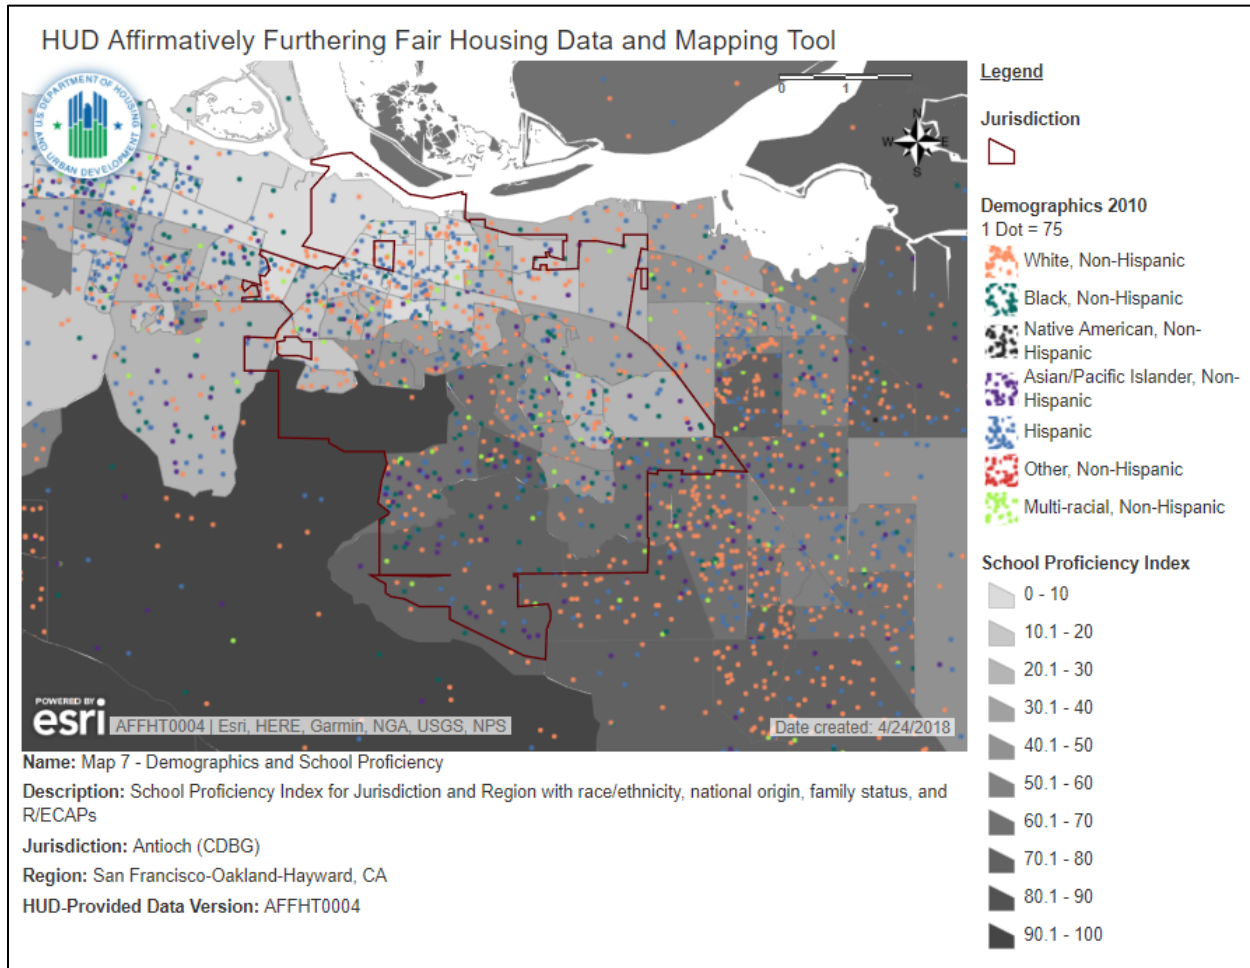 HUD Affirmatively Furthering Fair Housing Data and Mapping Tool
U.S. DEPARTMENT OF HOUSING
AND URBAN DEVELOPMENT
0 1
N
W E
S
POWERED BY
esri
AFFHT0004 | Esri, HERE, Garmin, NGA, USGS, NPS
Date created: 4/24/2018
Name: Map 7 - Demographics and School Proficiency
Description: School Proficiency Index for Jurisdiction and Region with race/ethnicity, national origin, family status, and
R/ECAPs
Jurisdiction: Antioch (CDBG)
Region: San Francisco-Oakland-Hayward, CA
HUD-Provided Data Version: AFFHT0004
Legend
Jurisdiction
Demographics 2010
1 Dot = 75
White, Non-Hispanic
Black, Non-Hispanic
Native American, Non-
Hispanic
Asian/Pacific Islander, Non-
Hispanic
Hispanic
Other, Non-Hispanic
Multi-racial, Non-Hispanic
School Proficiency Index
0 - 10
10.1 - 20
20.1 - 30
30.1 - 40
40.1 - 50
50.1 - 60
60.1 - 70
70.1 - 80
80.1 - 90
90.1 - 100